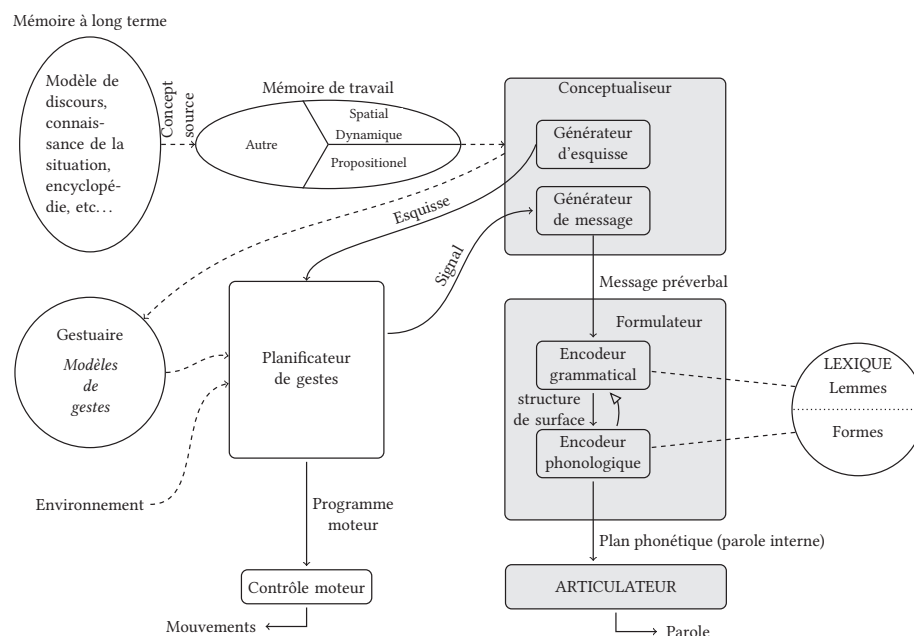 Mémoire à long terme
Modèle de
discours,
connais-
sance de la
situation,
encyclopé-
die, etc…
Concept
source
Mémoire de travail
Autre
Spatial
Dynamique
Propositionel
Conceptualiseur
Générateur
d'esquisse
Générateur
de message
Esquisse
Signal
Message préverbal
Gestuaire
Modèles
de
gestes
Planificateur
de gestes
Formulateur
Encodeur
grammatical
structure
de surface
Encodeur
phonologique
LEXIQUE
Lemmes
Formes
Environnement
Programme
moteur
Plan phonétique (parole interne)
Contrôle moteur
ARTICULATEUR
Mouvements
Parole